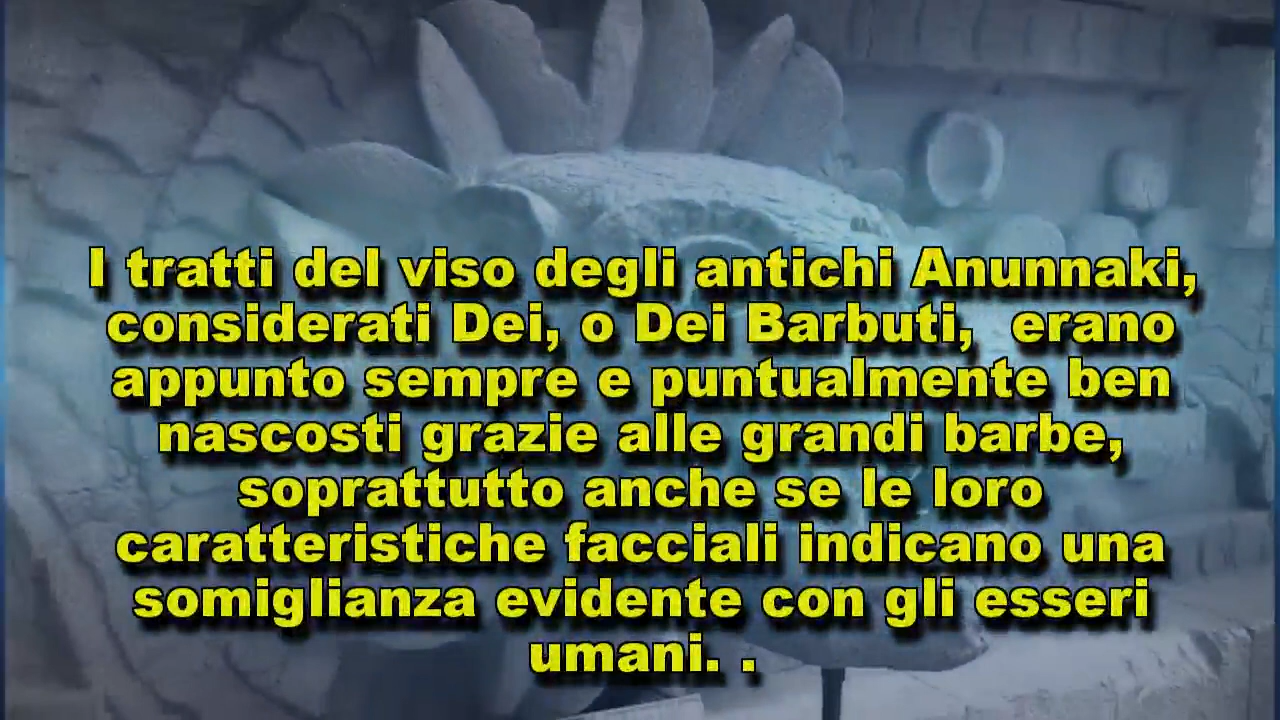 I tratti del viso degli antichi Anunnaki,
considerati Dei, o Dei Barbuti,  erano
appunto sempre e puntualmente ben
nascosti grazie alle grandi barbe,
soprattutto anche se le loro
caratteristiche facciali indicano una
somiglianza evidente con gli esseri
umani. .